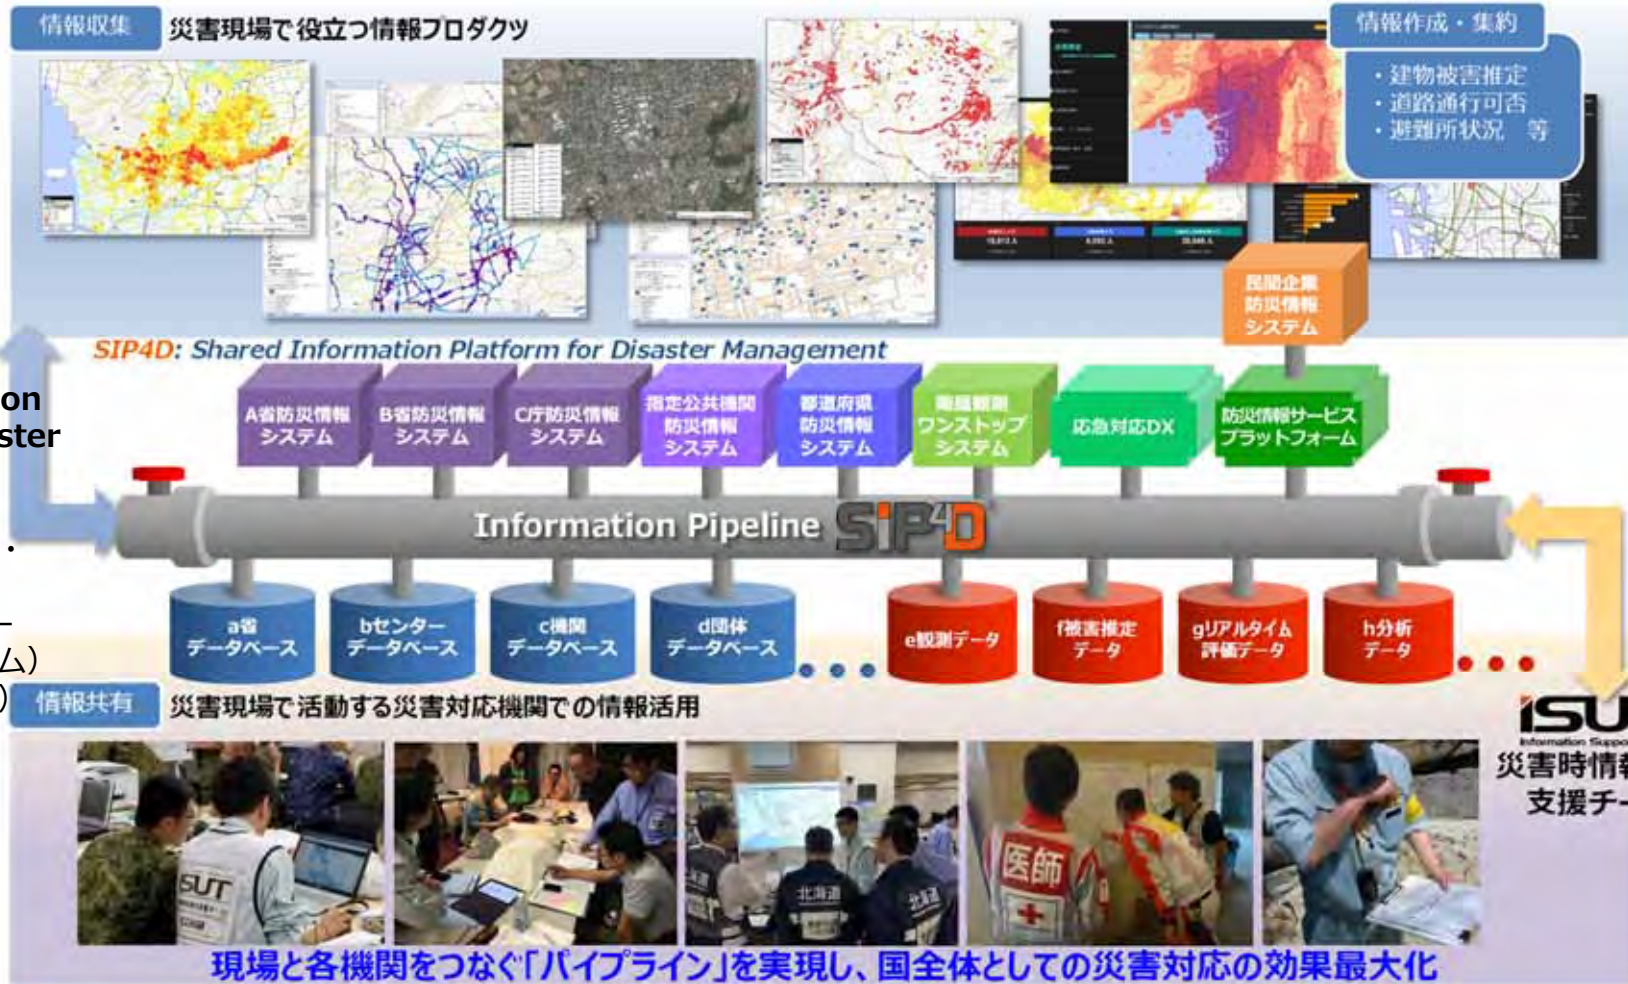 情報収集
災害現場で役立つ情報プロダクツ
情報作成・集約
・建物被害推定
・道路通行可否
・避難所状況　等
民間企業
防災情報
システム
SIP4D: Shared Information Platform for Disaster Management
on
ster
A省防災情報
システム
B省防災情報
システム
C庁防災情報
システム
指定公共機関
防災情報
システム
都道府県
防災情報
システム
ワンストップ
システム
応急対応DX
防災情報サービス
プラットフォーム
Information Pipeline SiP4D
・
a省
データベース
bセンター
データベース
c機関
データベース
d団体
データベース
e観測データ
f被害推定
データ
gリアルタイム
評価データ
h分析
データ
ー
ム）
）
情報共有
災害現場で活動する災害対応機関での情報活用
ISU
Information Suppor
災害時情報
支援チー
ISUT
北海道
北海道
北海道
医師
現場と各機関をつなぐ「パイプライン」を実現し、国全体としての災害対応の効果最大化